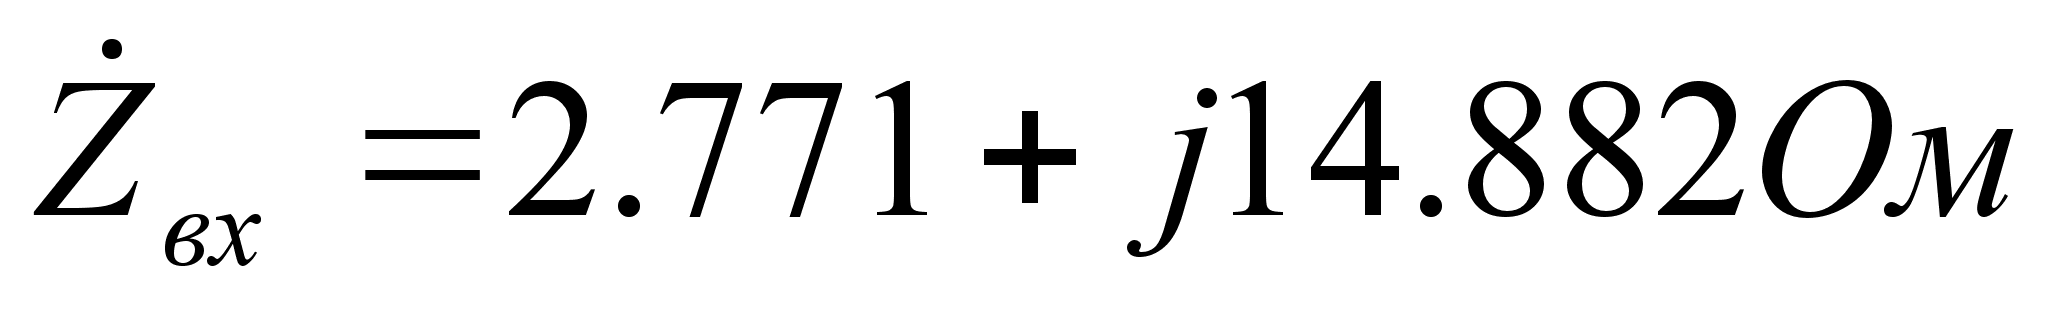 Ż вх = 2.771 + j14.882Ом